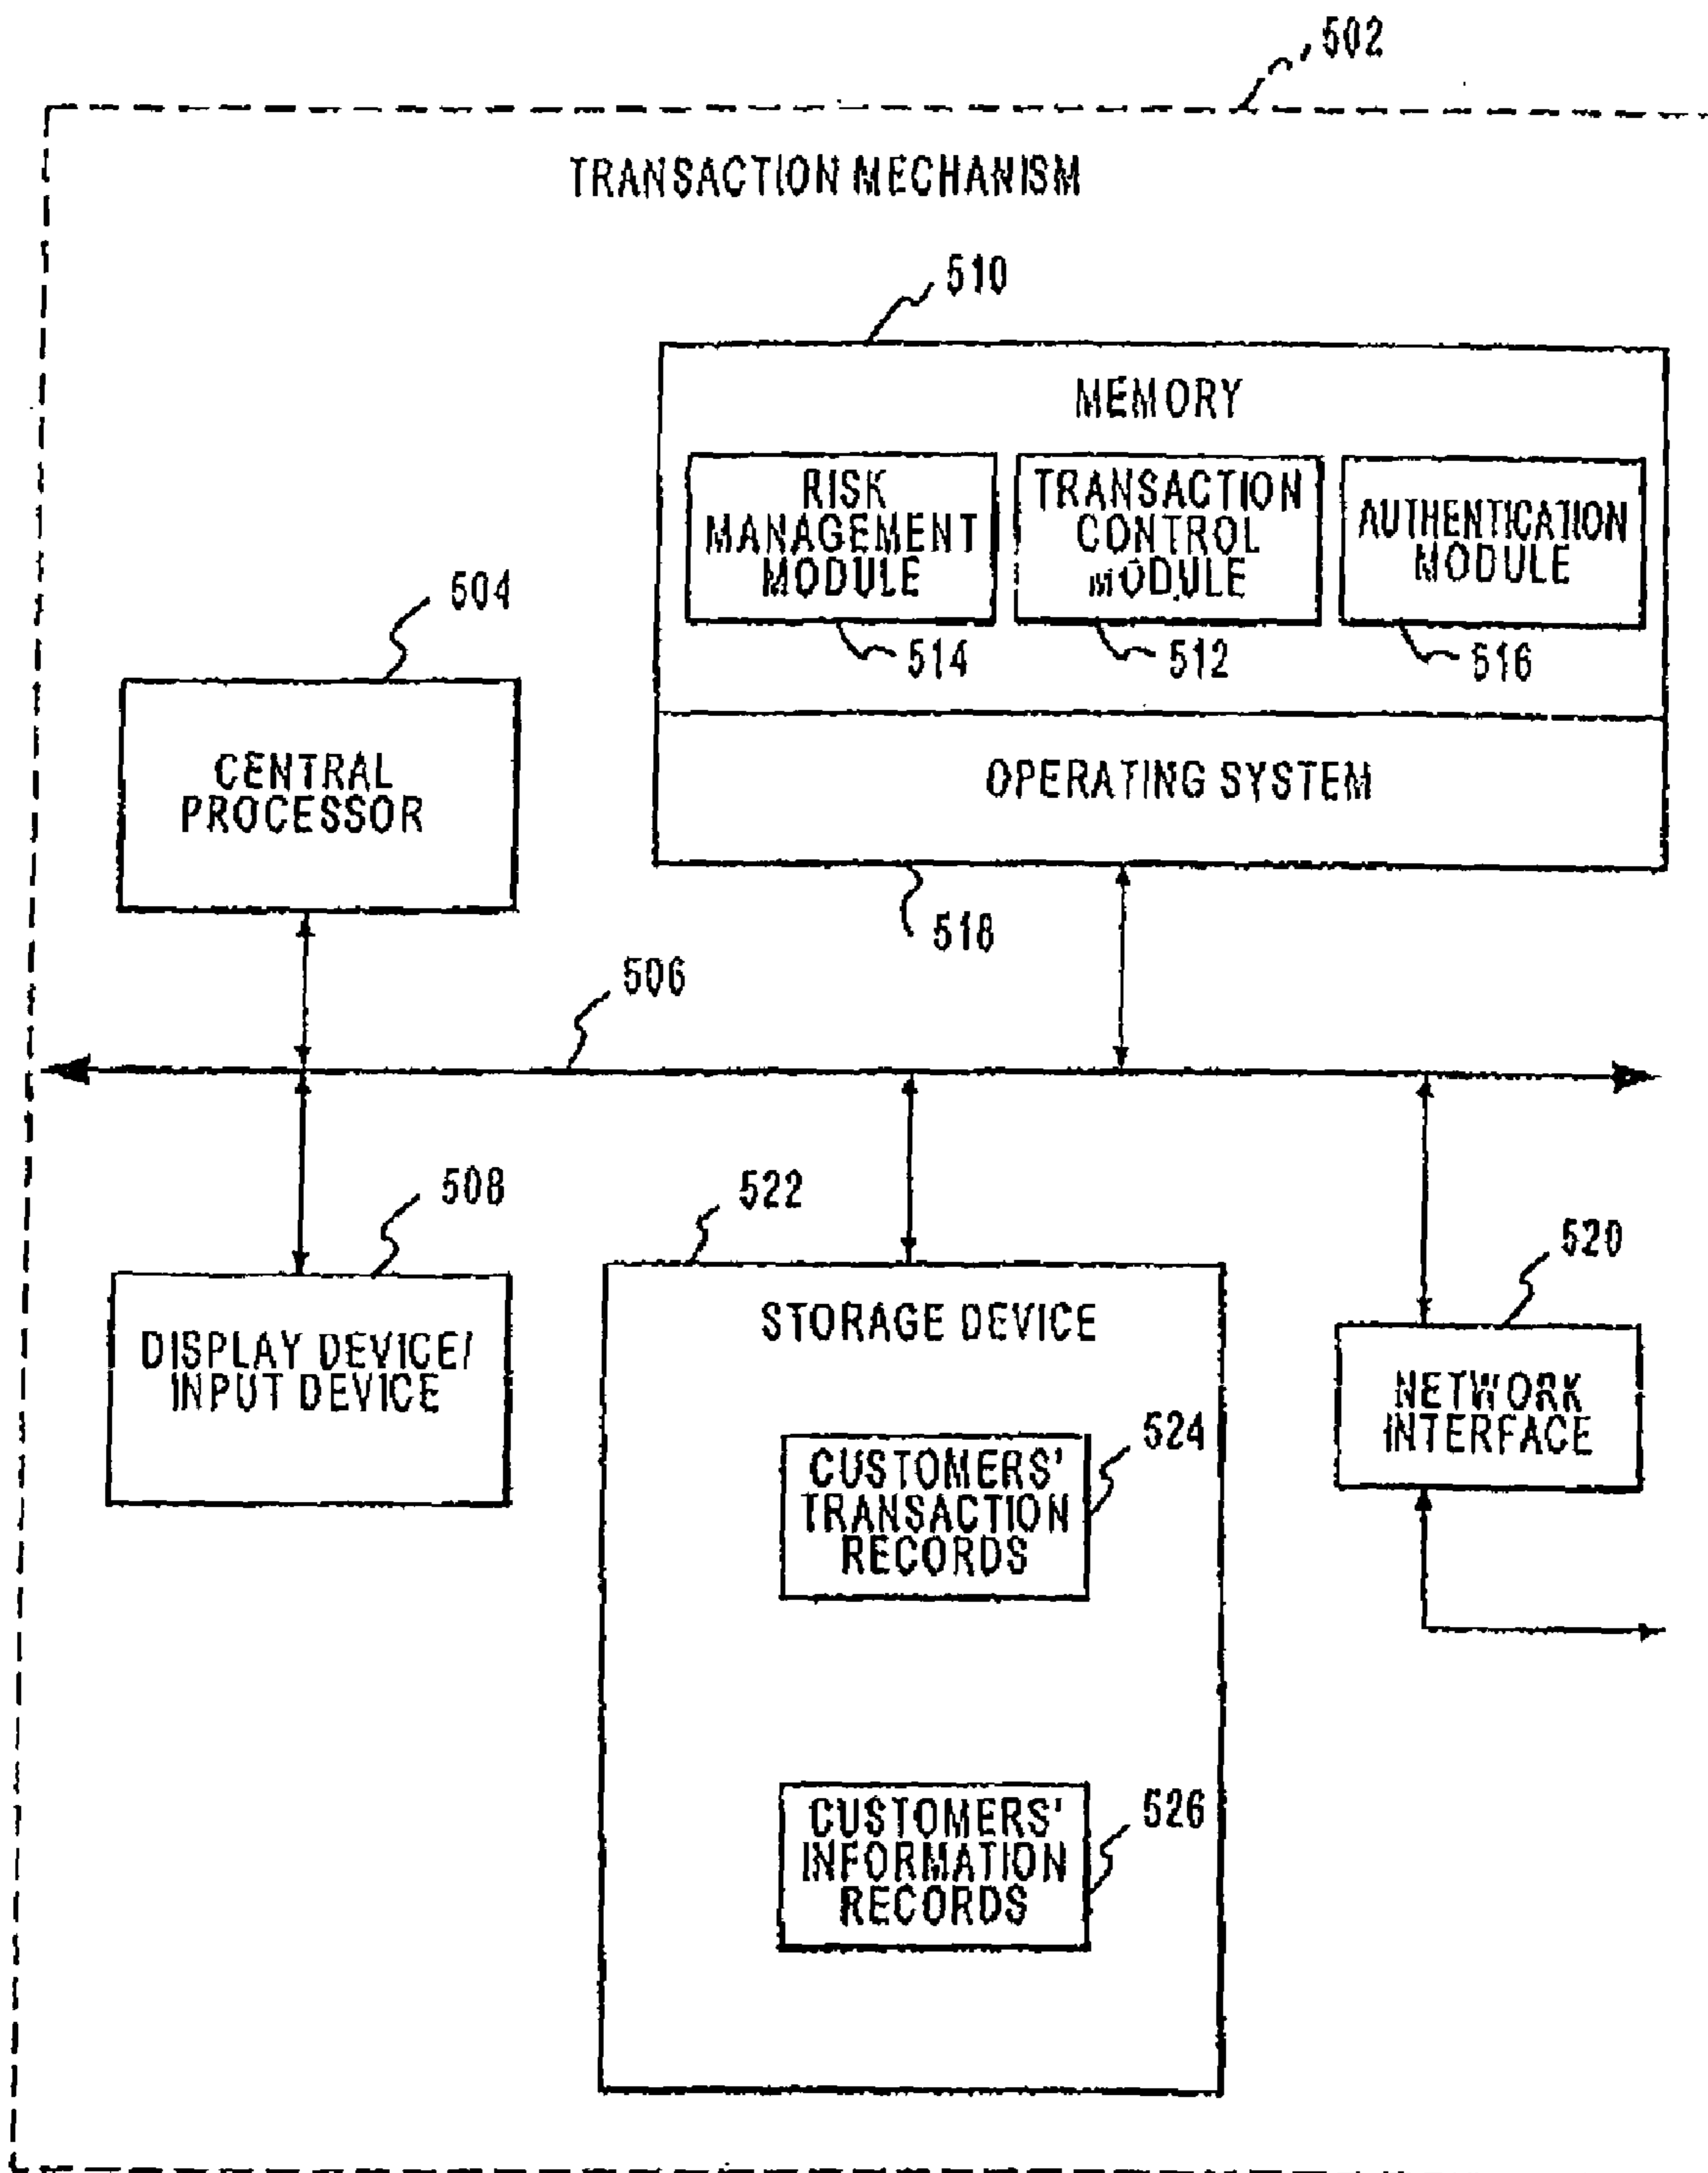 502
TRANSACTION MECHANISM
510
MEMORY
RISK
MANAGEMENT
MODULE
TRANSACTION
CONTROL
MODULE
AUTHENTICATION
MODULE
514
512
516
504
CENTRAL
PROCESSOR
OPERATING SYSTEM
518
506
508
DISPLAY DEVICE/
INPUT DEVICE
522
STORAGE DEVICE
520
NETWORK
INTERFACE
524
CUSTOMERS'
TRANSACTION
RECORDS
526
CUSTOMERS'
INFORMATION
RECORDS